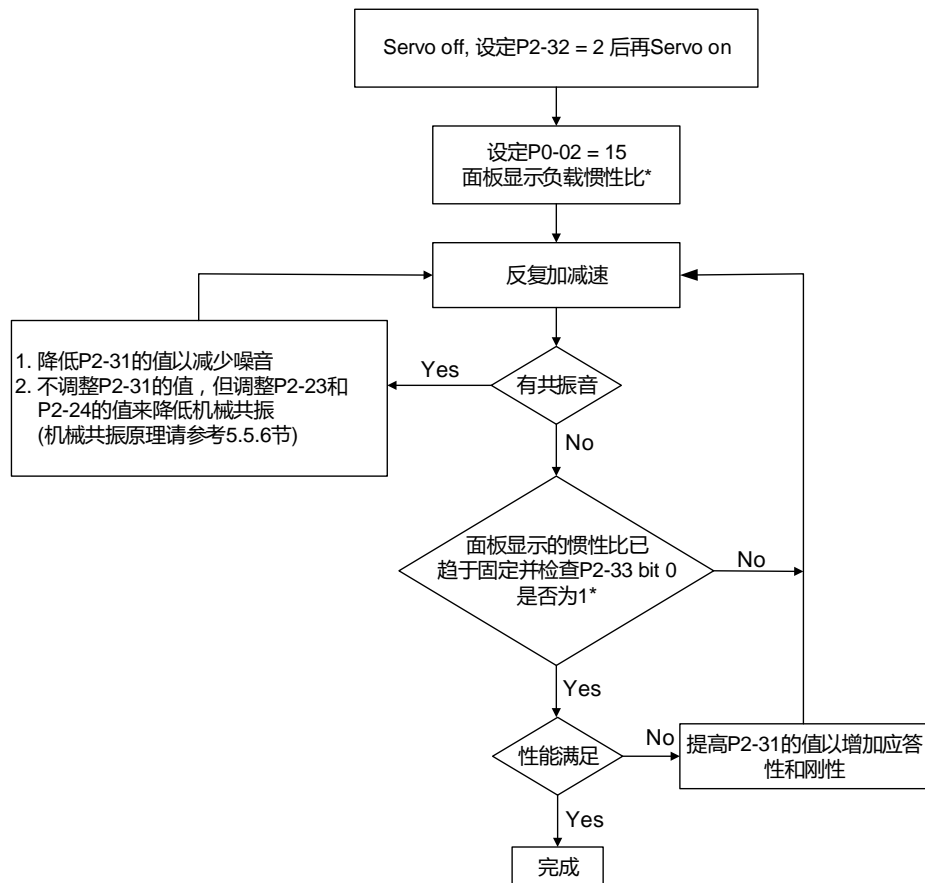 Servo off, 设定P2-32 = 2 后再Servo on
设定P0-02 = 15
面板显示负载惯性比*
反复加减速
1. 降低P2-31的值以减少噪音
2. 不调整P2-31的值，但调整P2-23和
P2-24的值来降低机械共振
(机械共振原理请参考5.5.6节)
Yes
有共振音
No
面板显示的惯性比已
趋于固定并检查P2-33 bit 0
是否为1*
No
Yes
性能满足
No
提高P2-31的值以增加应答
性和刚性
Yes
完成